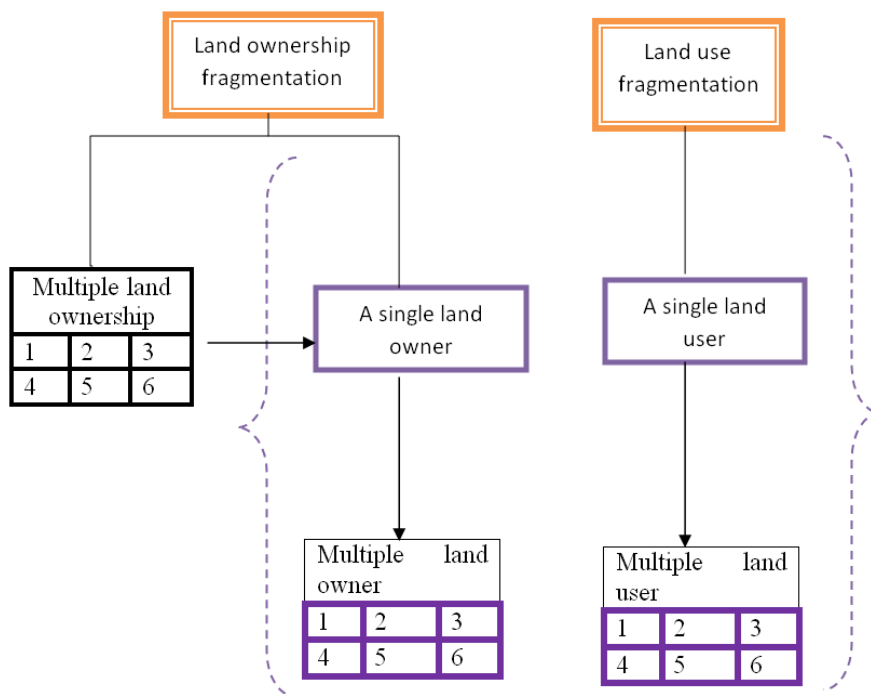 Land ownership
fragmentation
Land use
fragmentation
Multiple land
ownership
1 2 3
4 5 6
A single land
owner
A single land
user
Multiple land
owner
1 2 3
4 5 6
Multiple land
user
1 2 3
4 5 6